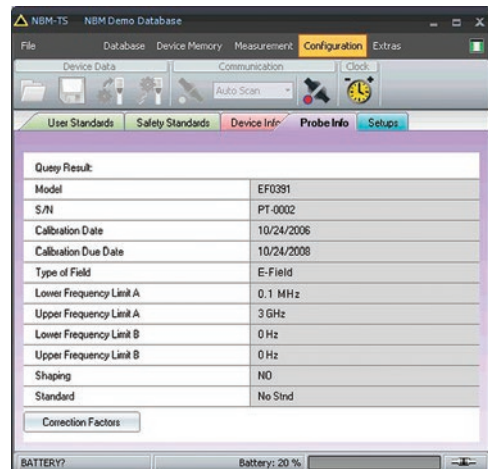 NBM-TS NBM Demo Database
File Database Device Memory Measurement Configuration Extras
Device Data Communication Clock
Auto Scan
User Standards Safety Standards Device Info Probe Info Setups
Query Result:
Model EF0391
S/N PT-0002
Calibration Date 10/24/2006
Calibration Due Date 10/24/2008
Type of Field E-Field
Lower Frequency Limit A 0.1 MHz
Upper Frequency Limit A 3 GHz
Lower Frequency Limit B 0 Hz
Upper Frequency Limit B 0 Hz
Shaping NO
Standard No Stnd
Correction Factors
BATTERY? Battery: 20 %